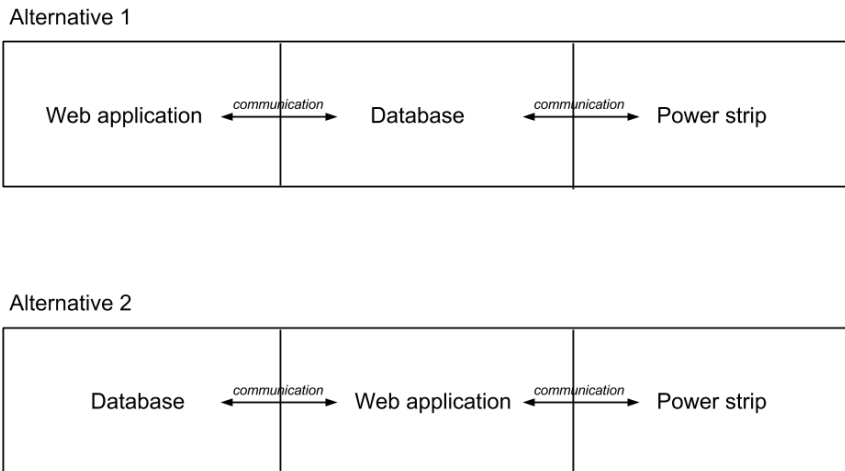 Alternative 1
Web application communication Database communication Power strip
Alternative 2
Database communication Web application communication Power strip